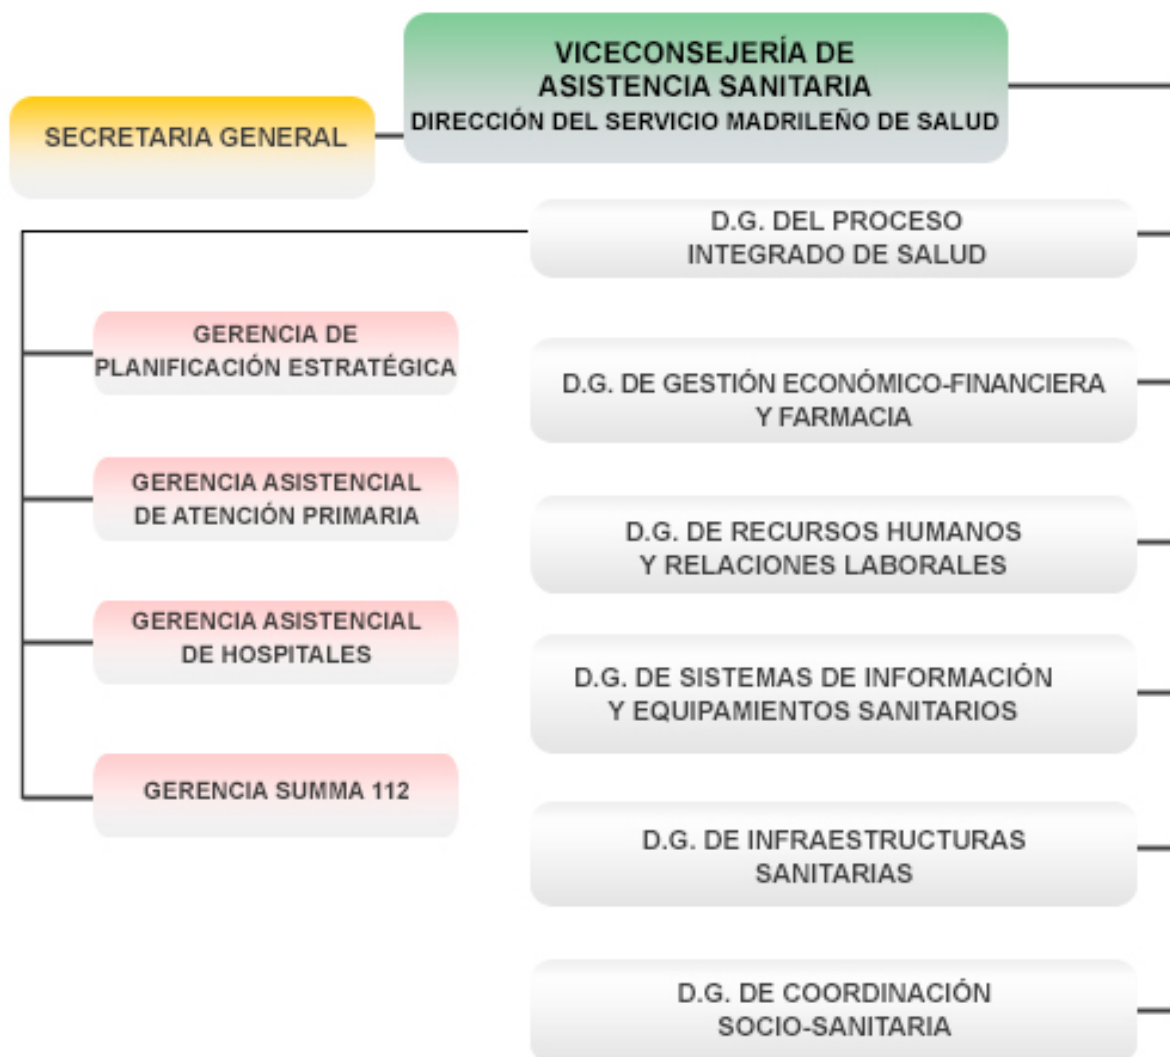 VICECONSEJERÍA DE
ASISTENCIA SANITARIA
DIRECCIÓN DEL SERVICIO MADRILEÑO DE SALUD
SECRETARIA GENERAL
D.G. DEL PROCESO
INTEGRADO DE SALUD
GERENCIA DE
PLANIFICACIÓN ESTRATÉGICA
GERENCIA ASISTENCIAL
DE ATENCIÓN PRIMARIA
GERENCIA ASISTENCIAL
DE HOSPITALES
GERENCIA SUMMA 112
D.G. DE GESTIÓN ECONÓMICO-FINANCIERA
Y FARMACIA
D.G. DE RECURSOS HUMANOS
Y RELACIONES LABORALES
D.G. DE SISTEMAS DE INFORMACIÓN
Y EQUIPAMIENTOS SANITARIOS
D.G. DE INFRAESTRUCTURAS
SANITARIAS
D.G. DE COORDINACIÓN
SOCIO-SANITARIA